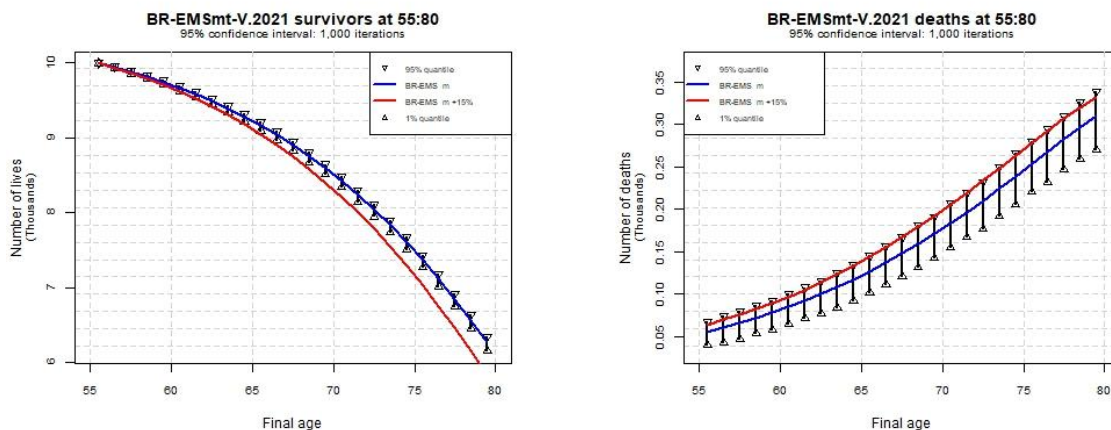 BR-EMSmt-V.2021 survivors at 55:80
95% confidence interval: 1,000 iterations
Number of lives
(Thousands)
10
9
8
7
6
▽ 95% quantile
BR-EMS m
BR-EMS m +15%
△ 1% quantile
55 60 65 70 75 80
Final age
BR-EMSmt-V.2021 deaths at 55:80
95% confidence interval: 1,000 iterations
Number of deaths
(Thousands)
0.35
0.30
0.25
0.20
0.15
0.10
0.05
▽ 95% quantile
BR-EMS m
BR-EMS m +15%
△ 1% quantile
55 60 65 70 75 80
Final age